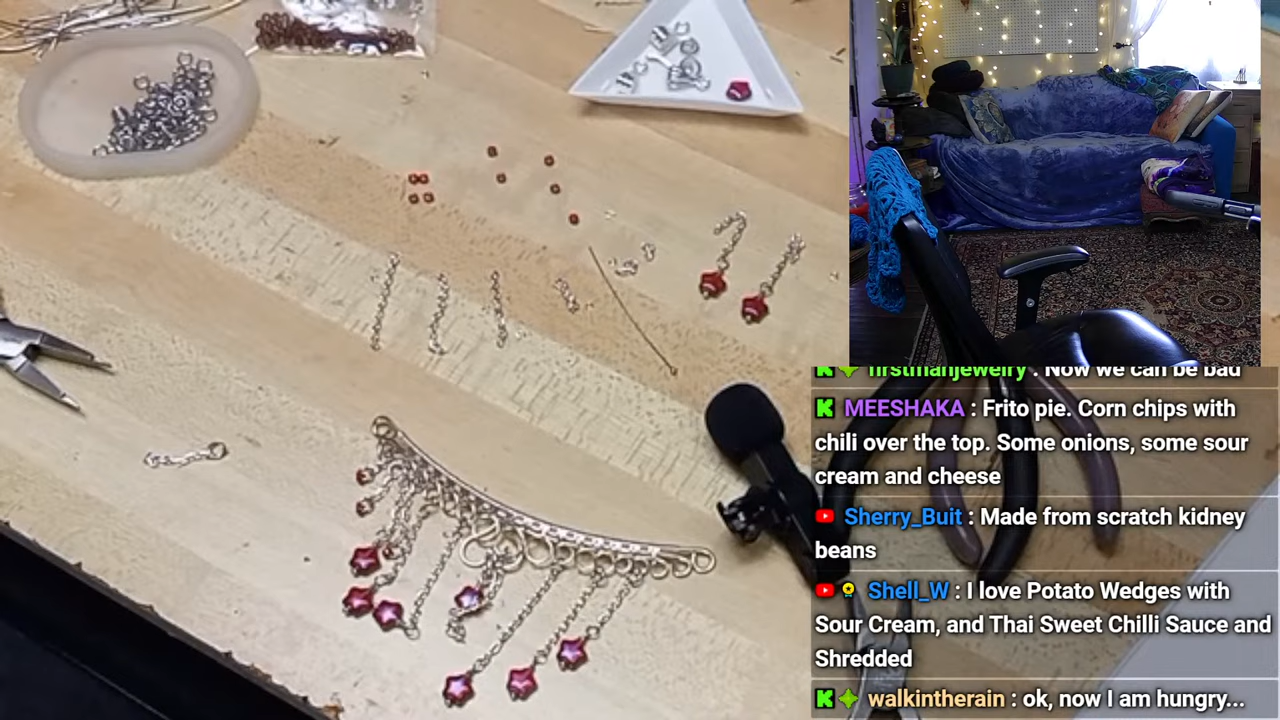 firstmanjewelry : Now we can be bad
MEESHAKA : Frito pie. Corn chips with
chili over the top. Some onions, some sour
cream and cheese
Sherry_Buit : Made from scratch kidney
beans
Shell_W : I love Potato Wedges with
Sour Cream, and Thai Sweet Chilli Sauce and
Shredded
walkintherain : ok, now I am hungry...